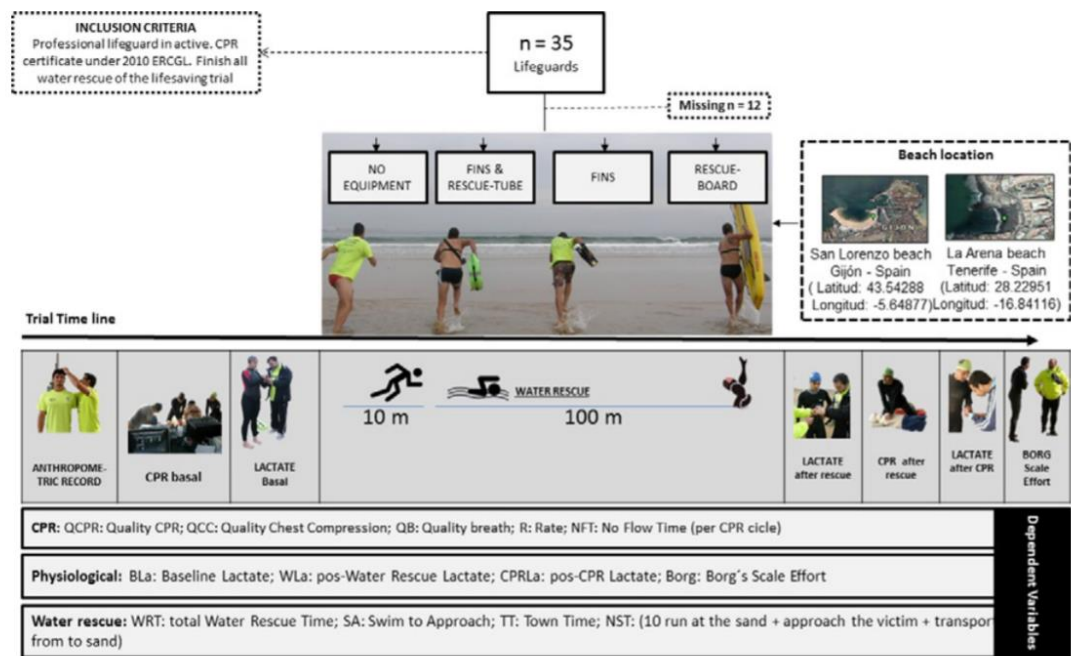 INCLUSION CRITERIA
Professional lifeguard in active. CPR
certificate under 2010 ERCGL. Finish all
water rescue of the lifesaving trial
n = 35
Lifeguards
Missing n = 12
NO
EQUIPMENT
FINS &
RESCUE-TUBE
FINS
RESCUE-
BOARD
Beach location
GIJON
San Lorenzo beach
Gijón - Spain
( Latitud: 43.54288
Longitud: -5.64877)
La Arena beach
Tenerife - Spain
(Latitud: 28.22951
Longitud: -16.84116)
Trial Time line
ANTHROPOME-
TRIC RECORD
CPR basal
LACTATE
Basal
10 m
WATER RESCUE
100 m
LACTATE
after rescue
CPR after
rescue
LACTATE
after CPR
BORG
Scale
Effort
CPR: QCPR: Quality CPR; QCC: Quality Chest Compression; QB: Quality breath; R: Rate; NFT: No Flow Time (per CPR cicle)
Physiological: BLa: Baseline Lactate; WLa: pos-Water Rescue Lactate; CPRLa: pos-CPR Lactate; Borg: Borg´s Scale Effort
Water rescue: WRT: total Water Rescue Time; SA: Swim to Approach; TT: Town Time; NST: (10 run at the sand + approach the victim + transport
from to sand)
Dependent Variables